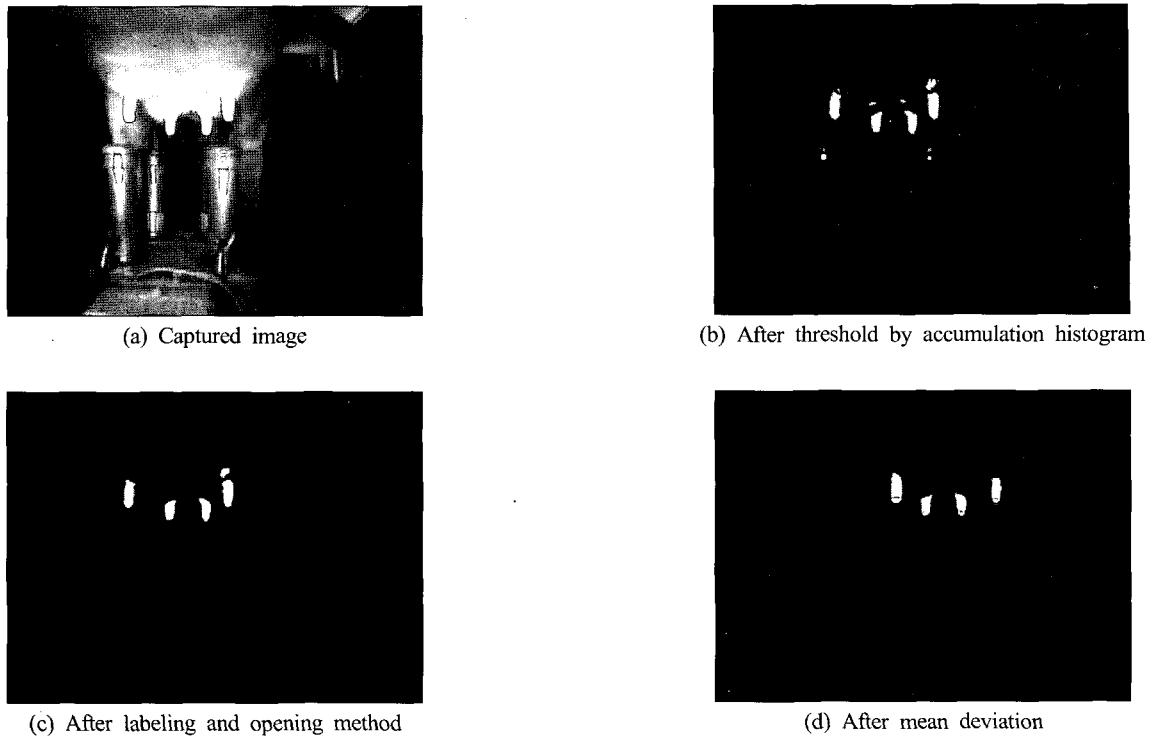 (a) Captured image
(b) After threshold by accumulation histogram
(c) After labeling and opening method
(d) After mean deviation